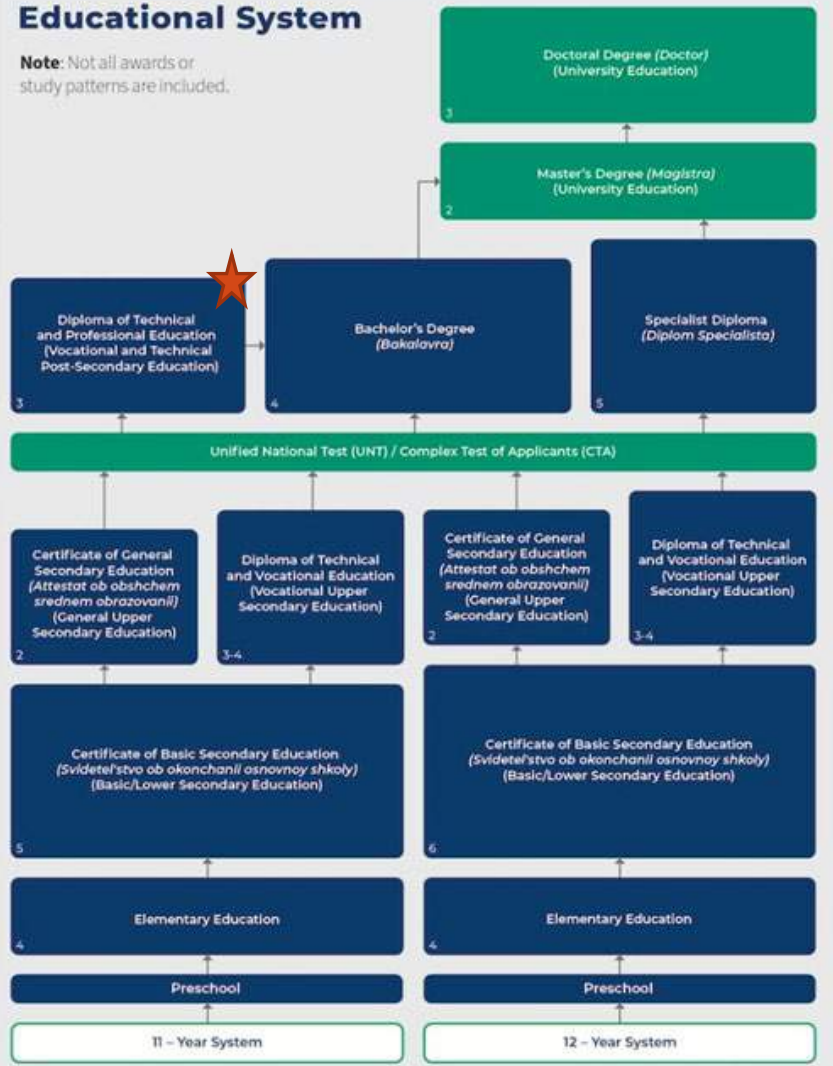 Educational System
Note: Not all awards or
study patterns are included.
Doctoral Degree (Doctor)
(University Education)
3
Master's Degree (Magistra)
(University Education)
2
Diploma of Technical
and Professional Education
(Vocational and Technical
Post-Secondary Education)
3
Bachelor's Degree
(Bakalavra)
4
Specialist Diploma
(Diplom Specialista)
5
Unified National Test (UNT) / Complex Test of Applicants (CTA)
Certificate of General
Secondary Education
(Attestat ob obshchem
srednem obrazovanii)
(General Upper
Secondary Education)
2
Diploma of Technical
and Vocational Education
(Vocational Upper
Secondary Education)
3-4
Certificate of General
Secondary Education
(Attestat ob obshchem
srednem obrazovanii)
(General Upper
Secondary Education)
2
Diploma of Technical
and Vocational Education
(Vocational Upper
Secondary Education)
3-4
Certificate of Basic Secondary Education
(Svidetel'stvo ob okonchanii osnovnoy shkoly)
(Basic/Lower Secondary Education)
5
Certificate of Basic Secondary Education
(Svidetel'stvo ob okonchanii osnovnoy shkoly)
(Basic/Lower Secondary Education)
6
Elementary Education
4
Elementary Education
4
Preschool
Preschool
11 – Year System
12 – Year System